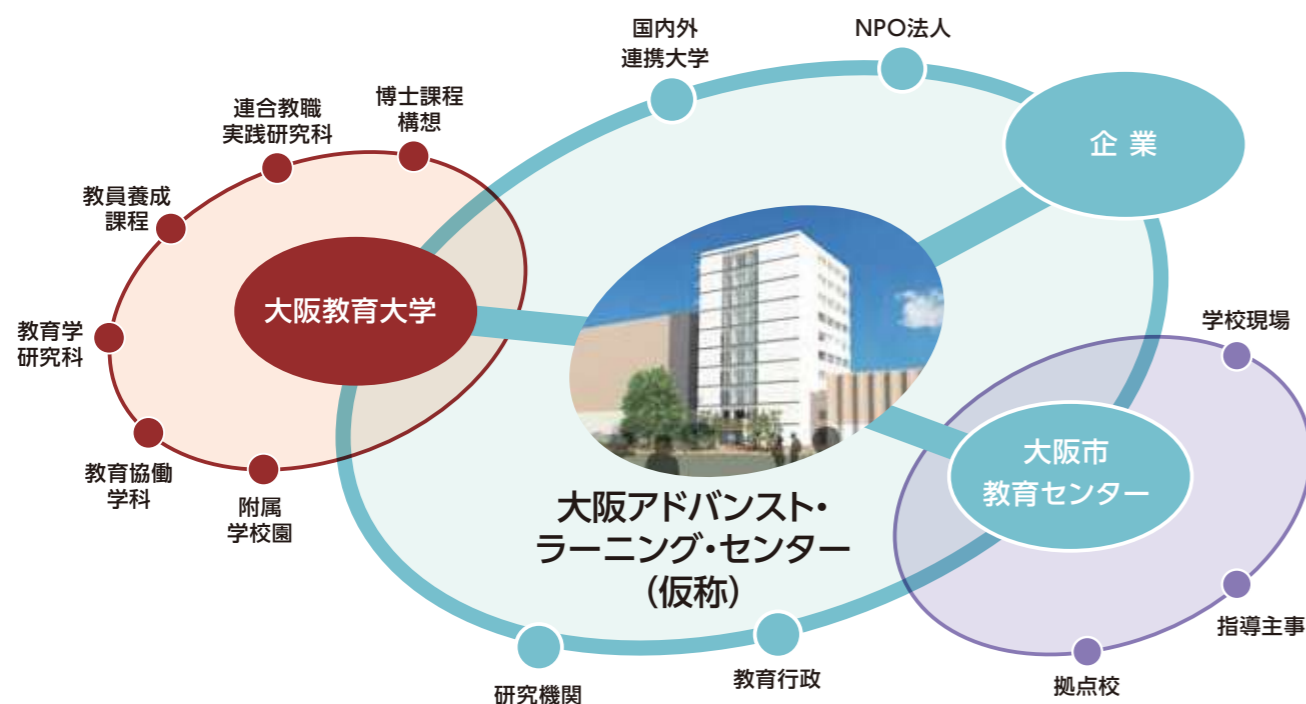 国内外
連携大学
NPO法人
企 業
博士課程
構想
連合教職
実践研究科
教員養成
課程
大阪教育大学
教育学
研究科
教育協働
学科
附属
学校園
学校現場
大阪市
教育センター
大阪アドバンスト・
ラーニング・センター
（仮称）
指導主事
拠点校
教育行政
研究機関